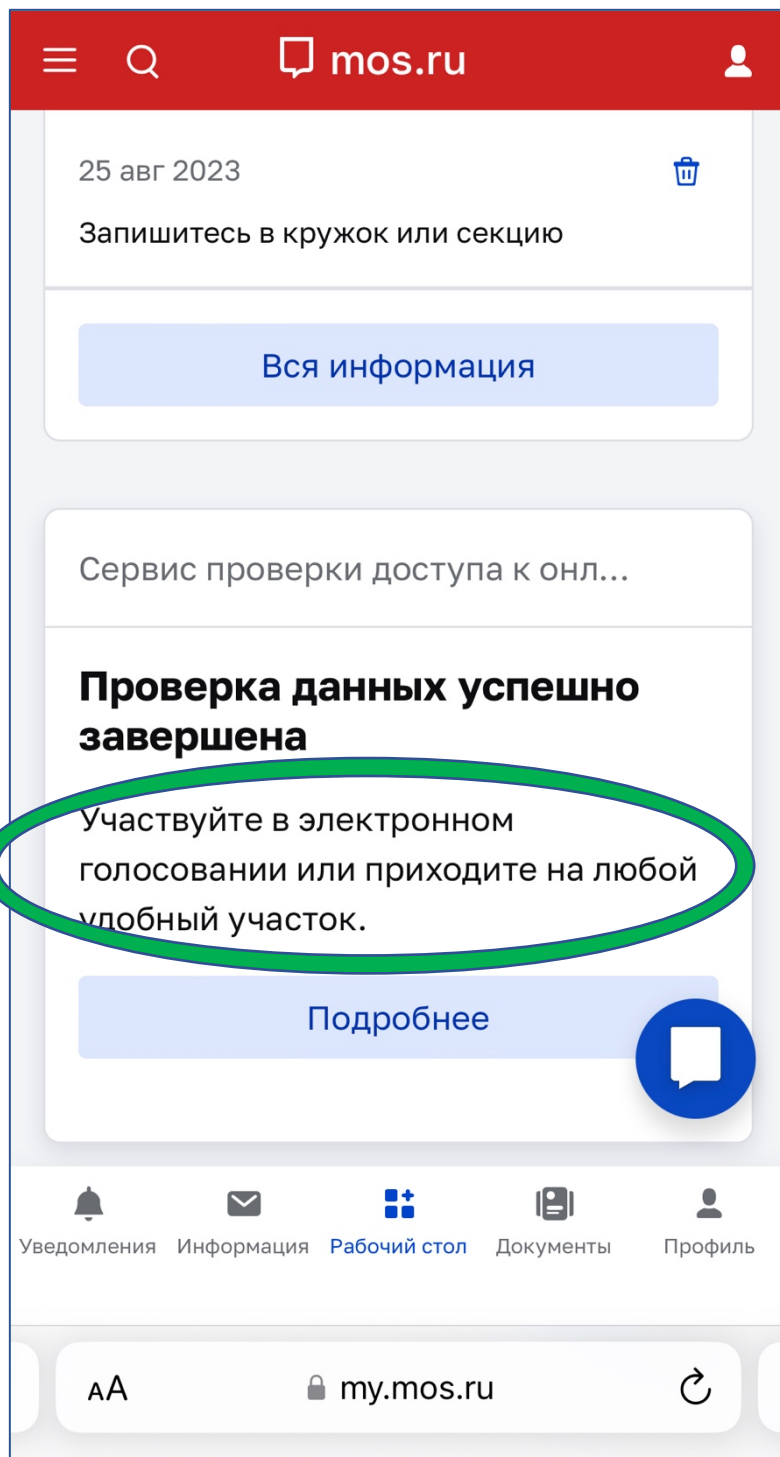 mos.ru
25 авг 2023
Запишитесь в кружок или секцию
Вся информация
Сервис проверки доступа к онл...
Проверка данных успешно
завершена
Участвуйте в электронном
голосовании или приходите на любой
удобный участок.
Подробнее
Уведомления Информация Рабочий стол Документы Профиль
AA my.mos.ru